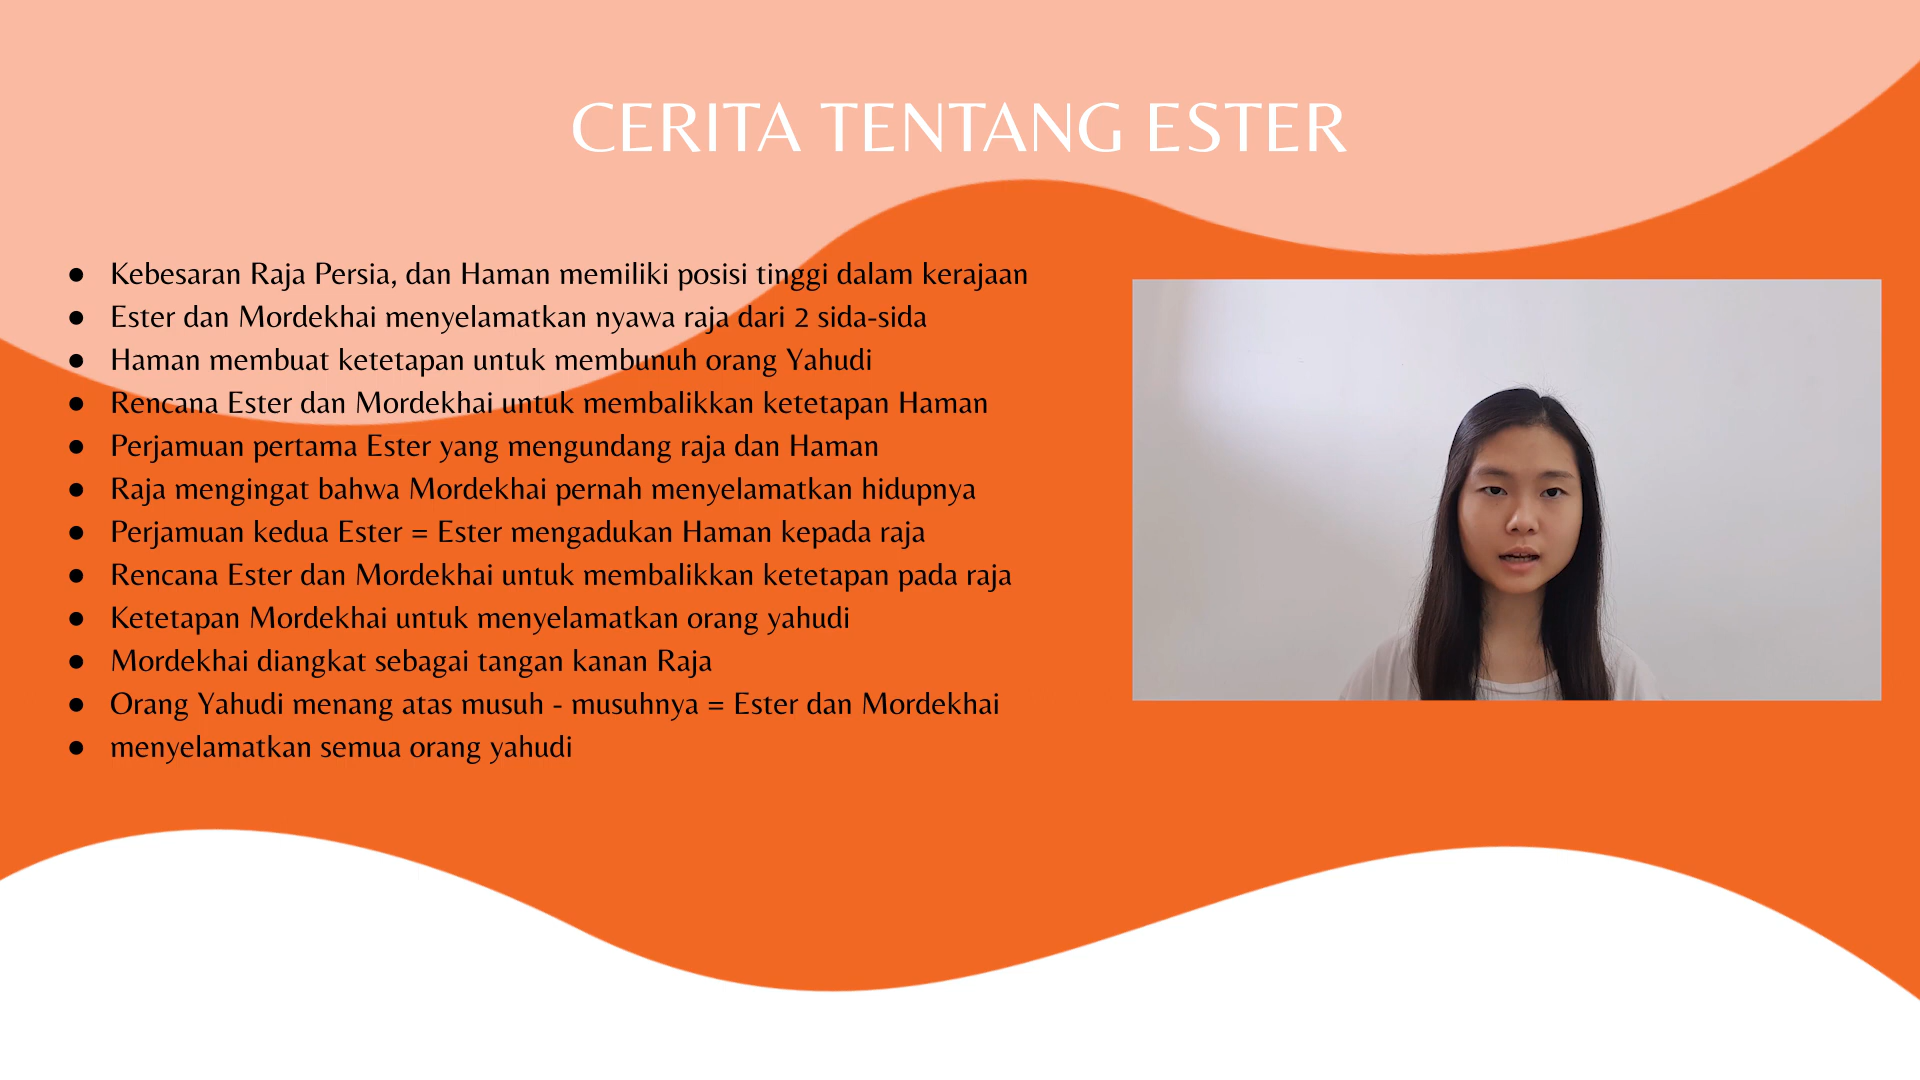 CERITA TENTANG ESTER
● Kebesaran Raja Persia, dan Haman memiliki posisi tinggi dalam kerajaan
● Ester dan Mordekhai menyelamatkan nyawa raja dari 2 sida-sida
● Haman membuat ketetapan untuk membunuh orang Yahudi
● Rencana Ester dan Mordekhai untuk membalikkan ketetapan Haman
● Perjamuan pertama Ester yang mengundang raja dan Haman
● Raja mengingat bahwa Mordekhai pernah menyelamatkan hidupnya
● Perjamuan kedua Ester = Ester mengadukan Haman kepada raja
● Rencana Ester dan Mordekhai untuk membalikkan ketetapan pada raja
● Ketetapan Mordekhai untuk menyelamatkan orang yahudi
● Mordekhai diangkat sebagai tangan kanan Raja
● Orang Yahudi menang atas musuh - musuhnya = Ester dan Mordekhai
● menyelamatkan semua orang yahudi